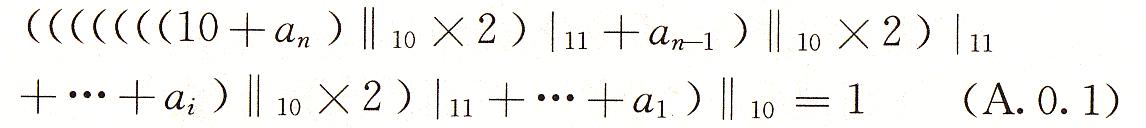 (((((((10+aₙ)‖₁₀×2)|₁₁+aₙ₋₁)‖₁₀×2)|₁₁
+⋯+aᵢ)‖₁₀×2)|₁₁+⋯+a₁)‖₁₀=1 (A.0.1)